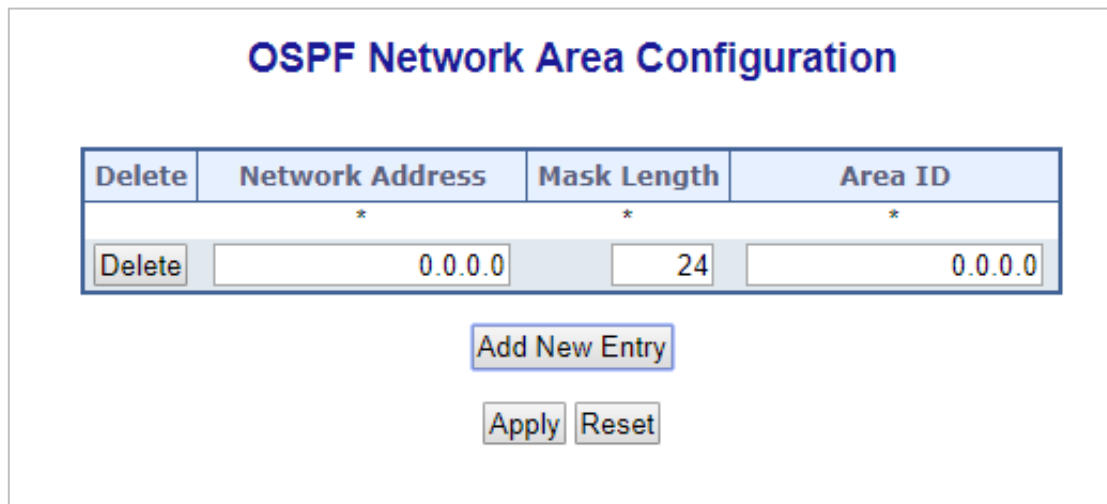 OSPF Network Area Configuration
Delete Network Address Mask Length Area ID
* * *
Delete 0.0.0.0 24 0.0.0.0
Add New Entry
Apply Reset